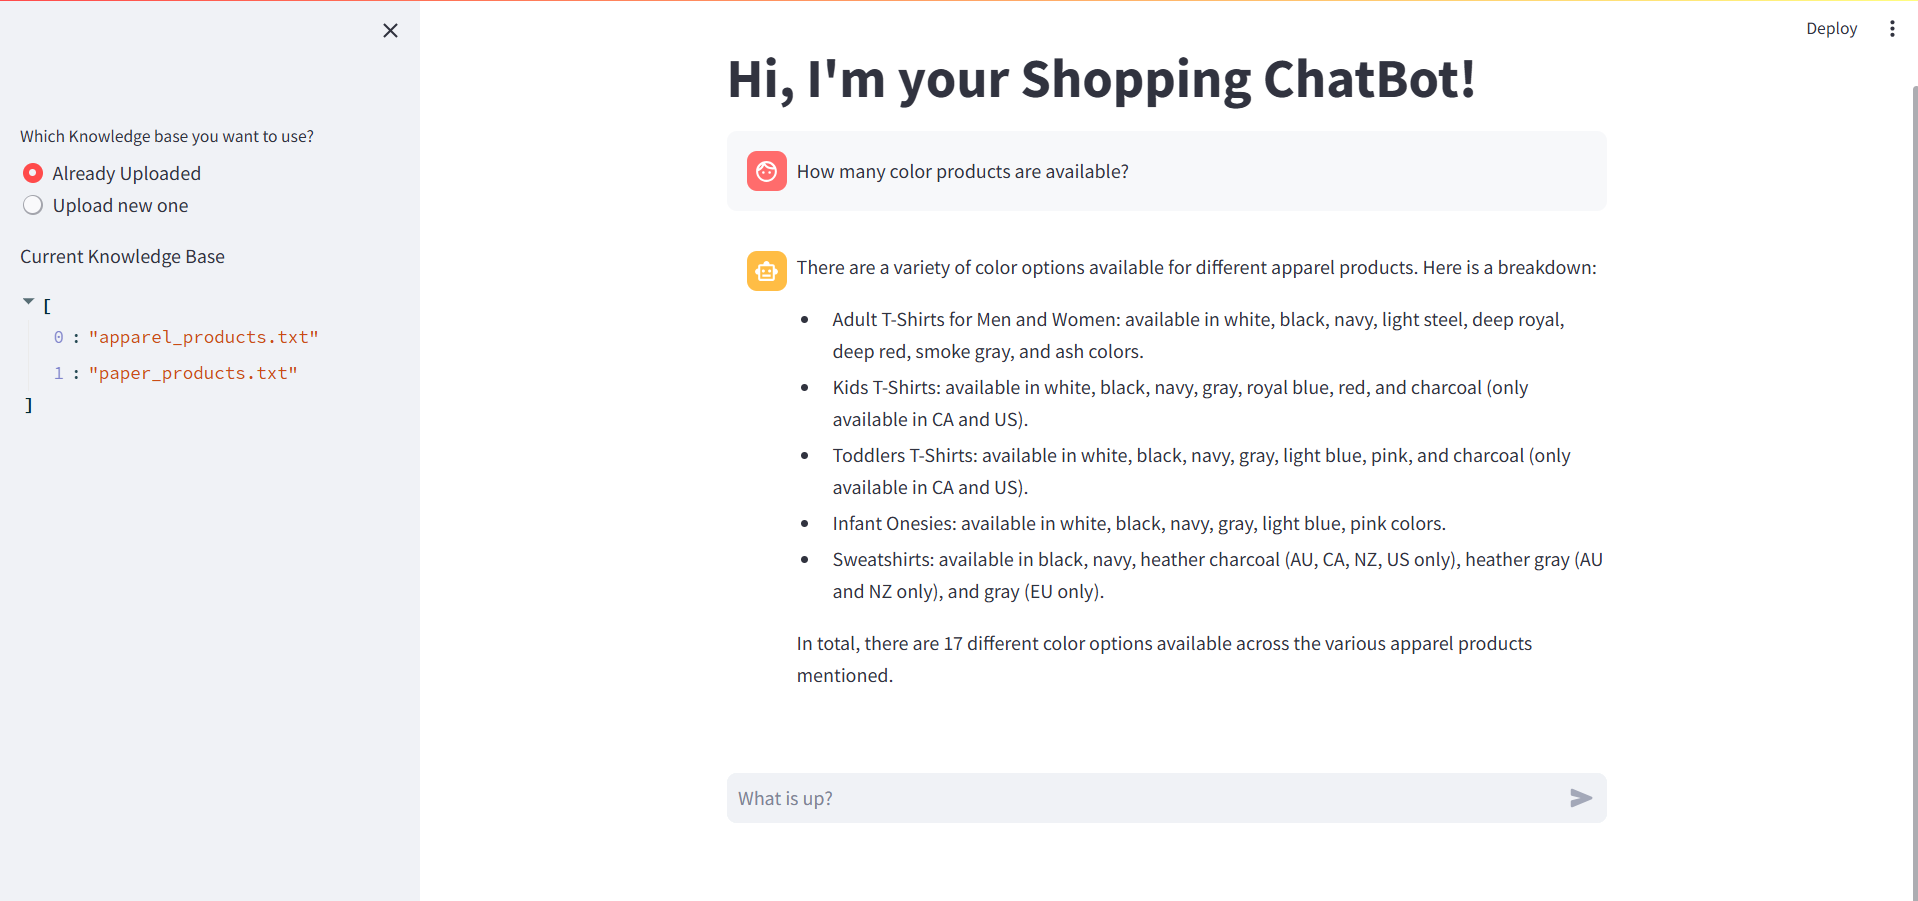 Deploy
Which Knowledge base you want to use?
Already Uploaded
Upload new one
Current Knowledge Base
[
0 : "apparel_products.txt"
1 : "paper_products.txt"
]
Hi, I'm your Shopping ChatBot!
How many color products are available?
There are a variety of color options available for different apparel products. Here is a breakdown:
• Adult T-Shirts for Men and Women: available in white, black, navy, light steel, deep royal,
deep red, smoke gray, and ash colors.
• Kids T-Shirts: available in white, black, navy, gray, royal blue, red, and charcoal (only
available in CA and US).
• Toddlers T-Shirts: available in white, black, navy, gray, light blue, pink, and charcoal (only
available in CA and US).
• Infant Onesies: available in white, black, navy, gray, light blue, pink colors.
• Sweatshirts: available in black, navy, heather charcoal (AU, CA, NZ, US only), heather gray (AU
and NZ only), and gray (EU only).
In total, there are 17 different color options available across the various apparel products
mentioned.
What is up?